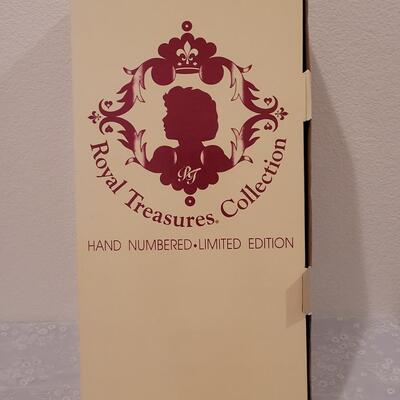 RT
Royal Treasures® Collection
HAND NUMBERED•LIMITED EDITION